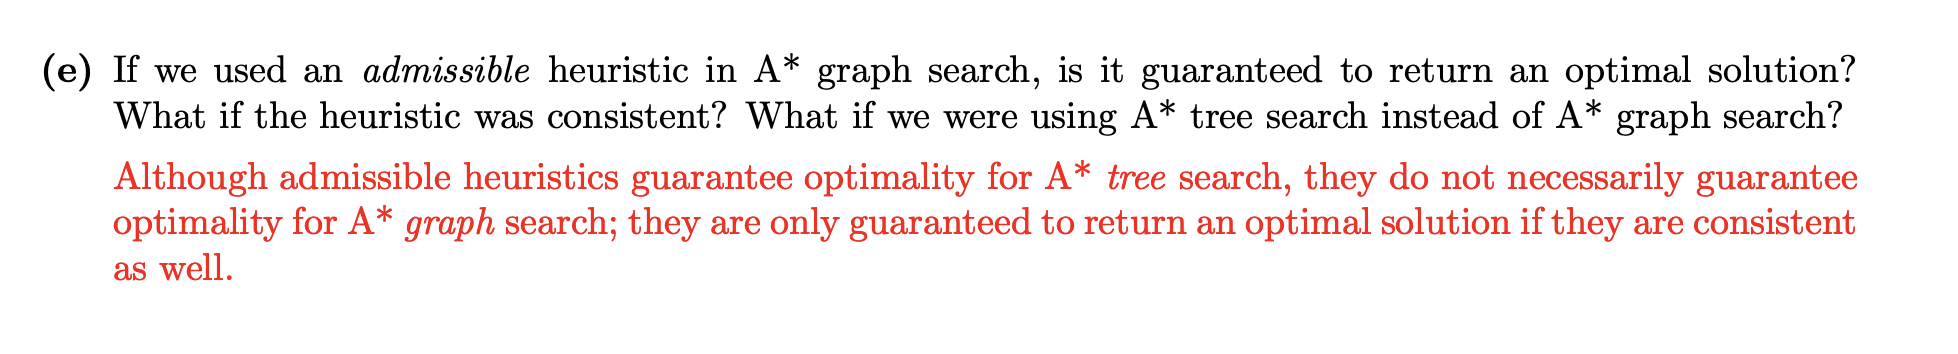 (e) If we used an admissible heuristic in A* graph search, is it guaranteed to return an optimal solution?
What if the heuristic was consistent? What if we were using A* tree search instead of A* graph search?
Although admissible heuristics guarantee optimality for A* tree search, they do not necessarily guarantee
optimality for A* graph search; they are only guaranteed to return an optimal solution if they are consistent
as well.